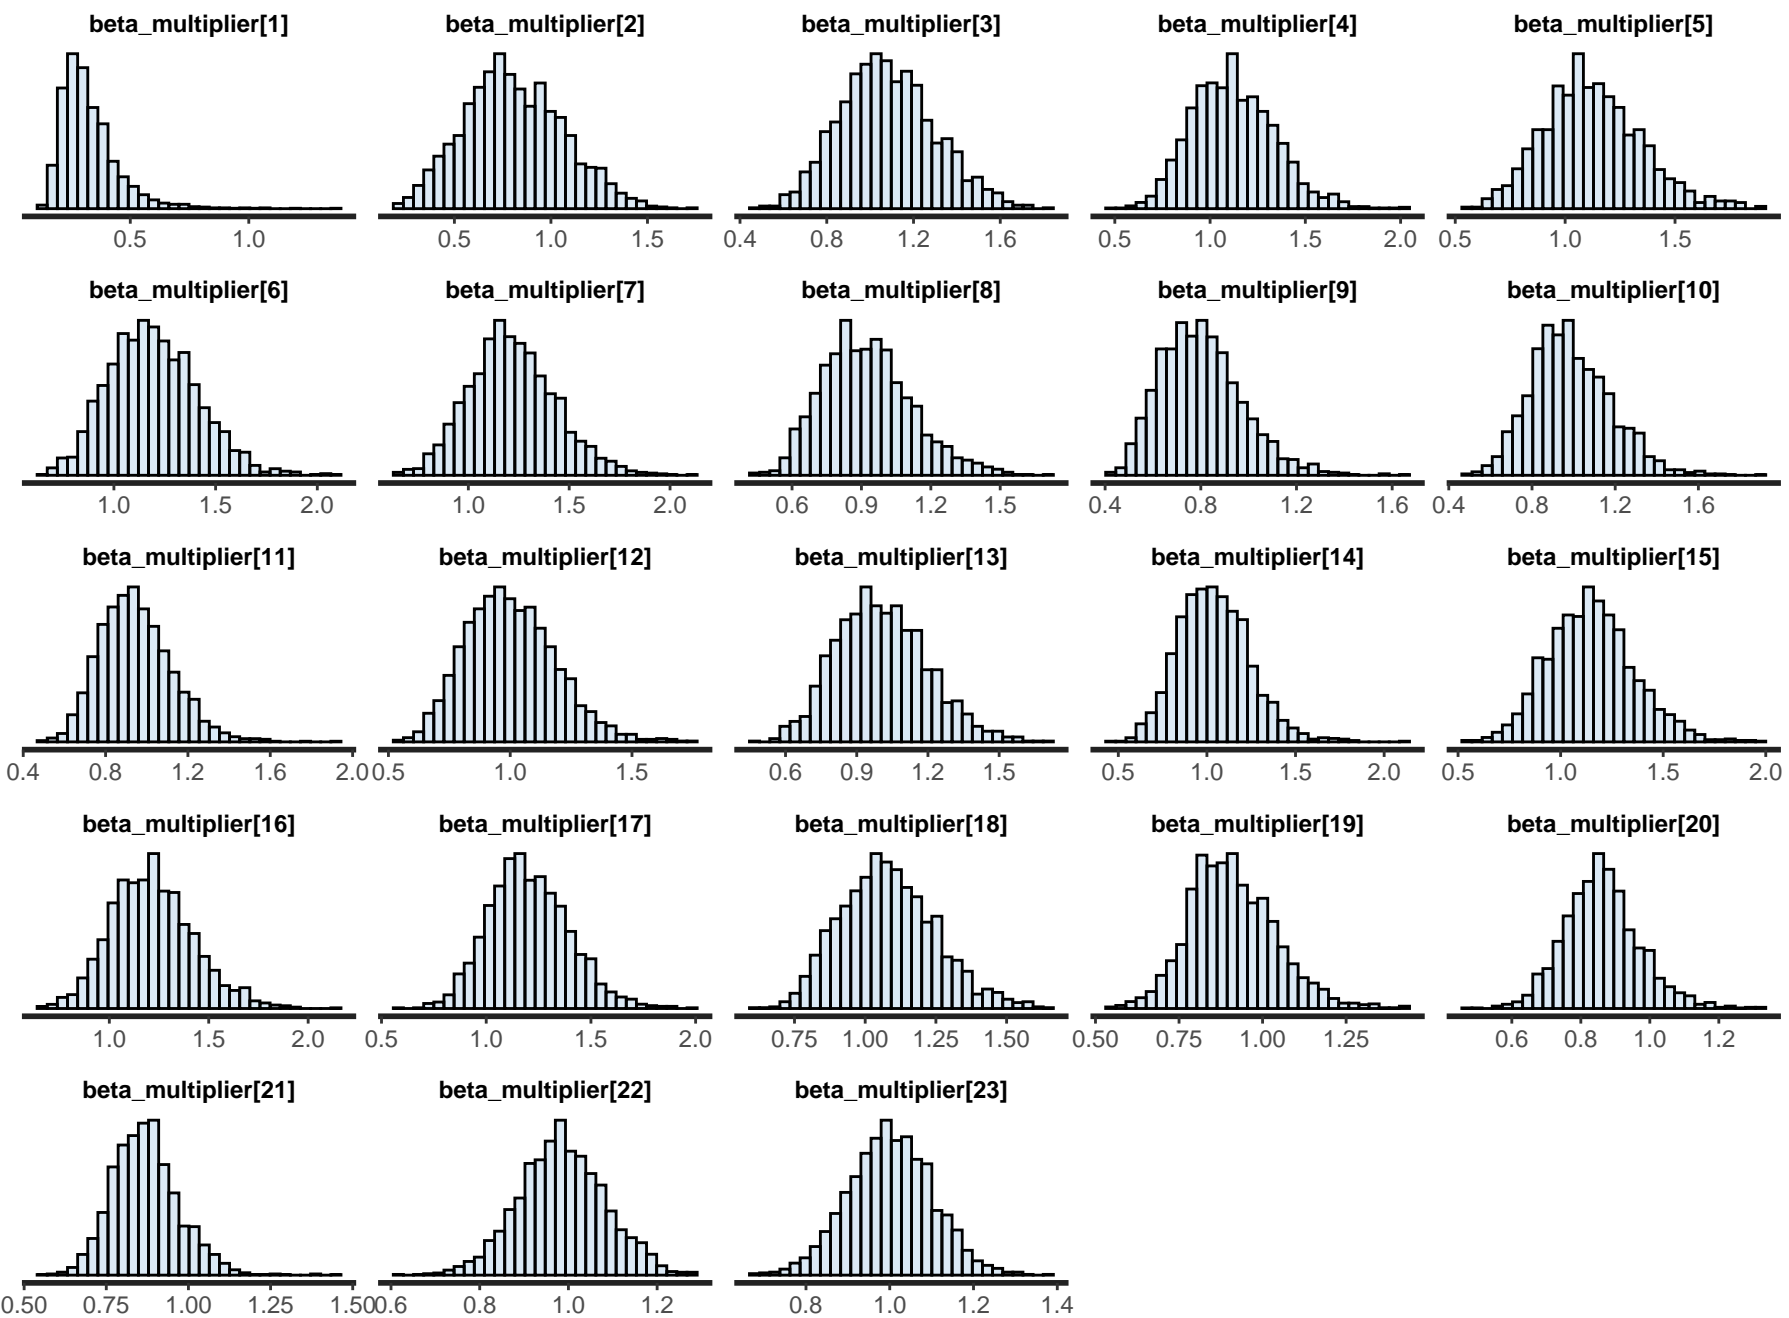 beta_multiplier[1] beta_multiplier[2] beta_multiplier[3] beta_multiplier[4] beta_multiplier[5]
0.5 1.0 0.5 1.0 1.5 0.4 0.8 1.2 1.6 0.5 1.0 1.5 2.0 0.5 1.0 1.5
beta_multiplier[6] beta_multiplier[7] beta_multiplier[8] beta_multiplier[9] beta_multiplier[10]
1.0 1.5 2.0 1.0 1.5 2.0 0.6 0.9 1.2 1.5 0.4 0.8 1.2 1.6 0.4 0.8 1.2 1.6
beta_multiplier[11] beta_multiplier[12] beta_multiplier[13] beta_multiplier[14] beta_multiplier[15]
0.4 0.8 1.2 1.6 2.0 0.5 1.0 1.5 0.6 0.9 1.2 1.5 0.5 1.0 1.5 2.0 0.5 1.0 1.5 2.0
beta_multiplier[16] beta_multiplier[17] beta_multiplier[18] beta_multiplier[19] beta_multiplier[20]
1.0 1.5 2.0 0.5 1.0 1.5 2.0 0.75 1.00 1.25 1.50 0.50 0.75 1.00 1.25 0.6 0.8 1.0 1.2
beta_multiplier[21] beta_multiplier[22] beta_multiplier[23]
0.50 0.75 1.00 1.25 1.50 0.6 0.8 1.0 1.2 0.8 1.0 1.2 1.4